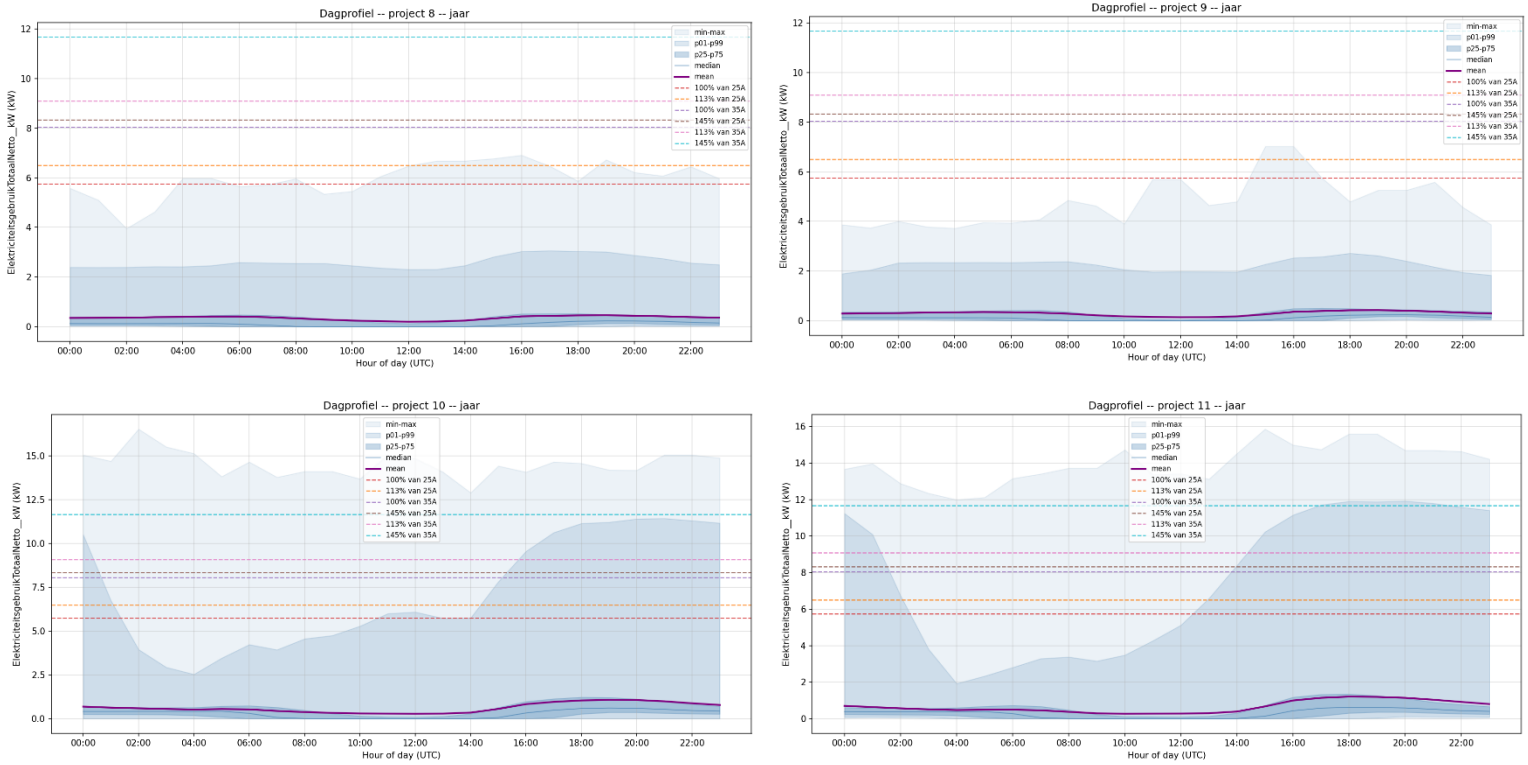 Dagprofiel -- project 8 -- jaar
ElektriciteitsgebruikTotaalNetto__kW (kW)
12
10
8
6
4
2
0
min-max
p01-p99
p25-p75
median
mean
100% van 25A
113% van 25A
100% van 35A
145% van 25A
113% van 35A
145% van 35A
00:00 02:00 04:00 06:00 08:00 10:00 12:00 14:00 16:00 18:00 20:00 22:00
Hour of day (UTC)
Dagprofiel -- project 9 -- jaar
ElektriciteitsgebruikTotaalNetto__kW (kW)
12
10
8
6
4
2
0
min-max
p01-p99
p25-p75
median
mean
100% van 25A
113% van 25A
100% van 35A
145% van 25A
113% van 35A
145% van 35A
00:00 02:00 04:00 06:00 08:00 10:00 12:00 14:00 16:00 18:00 20:00 22:00
Hour of day (UTC)
Dagprofiel -- project 10 -- jaar
ElektriciteitsgebruikTotaalNetto__kW (kW)
15.0
12.5
10.0
7.5
5.0
2.5
0.0
min-max
p01-p99
p25-p75
median
mean
100% van 25A
113% van 25A
100% van 35A
145% van 25A
113% van 35A
145% van 35A
00:00 02:00 04:00 06:00 08:00 10:00 12:00 14:00 16:00 18:00 20:00 22:00
Hour of day (UTC)
Dagprofiel -- project 11 -- jaar
ElektriciteitsgebruikTotaalNetto__kW (kW)
16
14
12
10
8
6
4
2
0
min-max
p01-p99
p25-p75
median
mean
100% van 25A
113% van 25A
100% van 35A
145% van 25A
113% van 35A
145% van 35A
00:00 02:00 04:00 06:00 08:00 10:00 12:00 14:00 16:00 18:00 20:00 22:00
Hour of day (UTC)